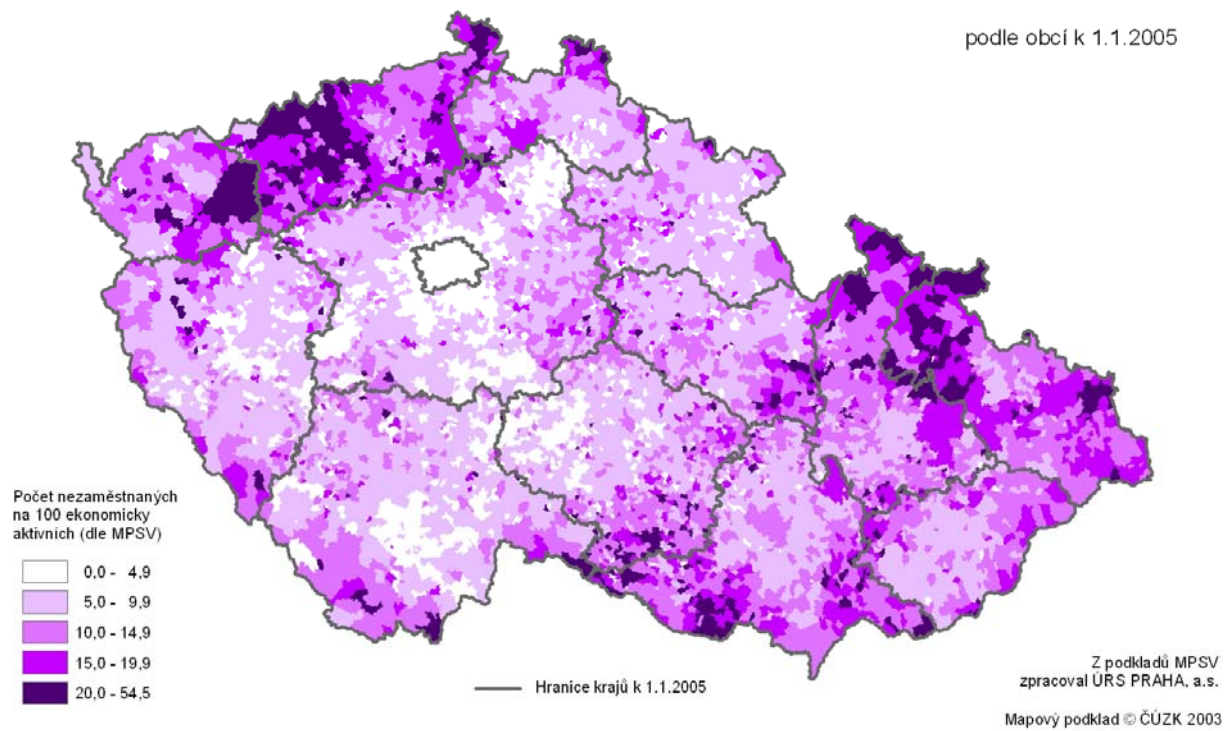 podle obcí k 1.1.2005
Počet nezaměstnaných
na 100 ekonomicky
aktivních (dle MPSV)
0,0 - 4,9
5,0 - 9,9
10,0 - 14,9
15,0 - 19,9
20,0 - 54,5
Hranice krajů k 1.1.2005
Z podkladů MPSV
zpracoval ÚRS PRAHA, a.s.
Mapový podklad © ČÚZK 2003